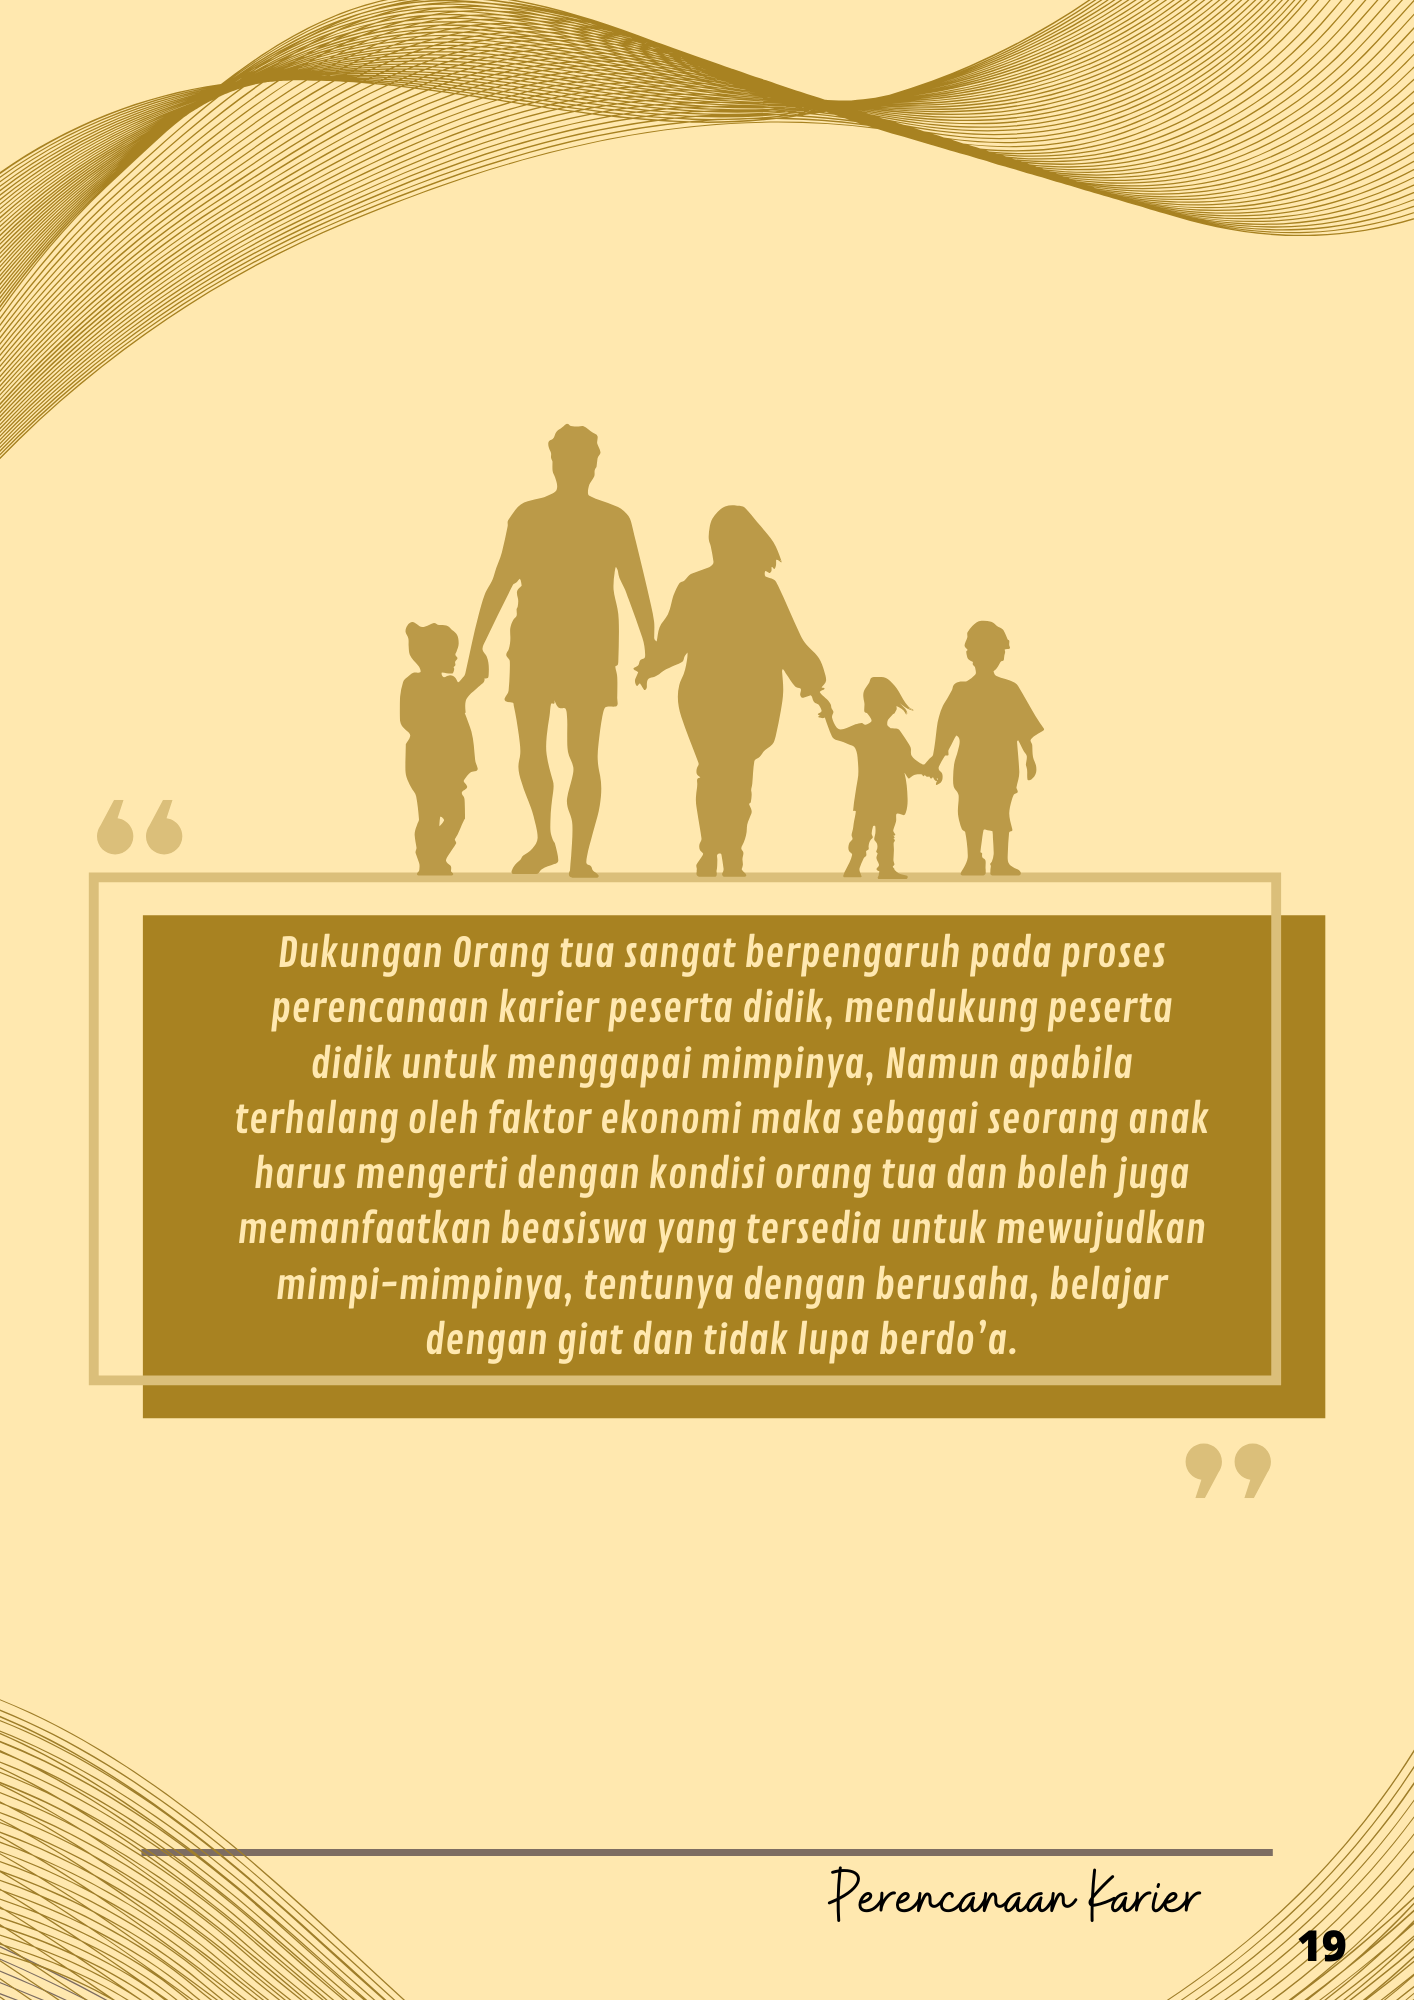 “
Dukungan Orang tua sangat berpengaruh pada proses
perencanaan karier peserta didik, mendukung peserta
didik untuk menggapai mimpinya, Namun apabila
terhalang oleh faktor ekonomi maka sebagai seorang anak
harus mengerti dengan kondisi orang tua dan boleh juga
memanfaatkan beasiswa yang tersedia untuk mewujudkan
mimpi-mimpinya, tentunya dengan berusaha, belajar
dengan giat dan tidak lupa berdo’a.
”
Perencanaan Karier
19